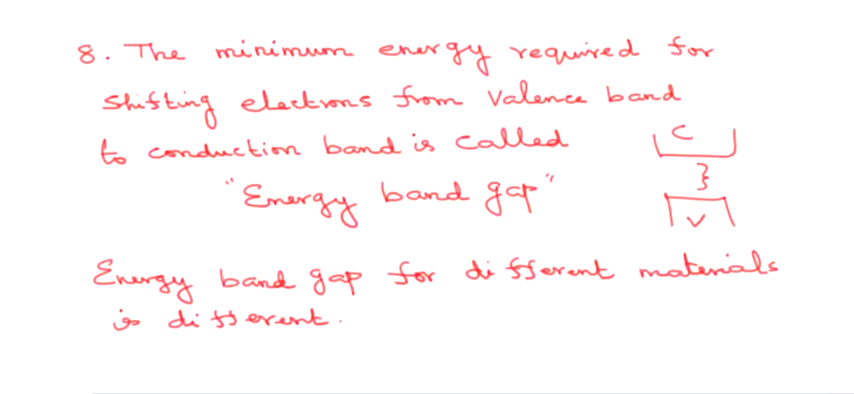 8. The minimum energy required for
shifting electrons from Valence band
to conduction band is called
C
"Energy band gap"
V
Energy band gap for different materials
is different.